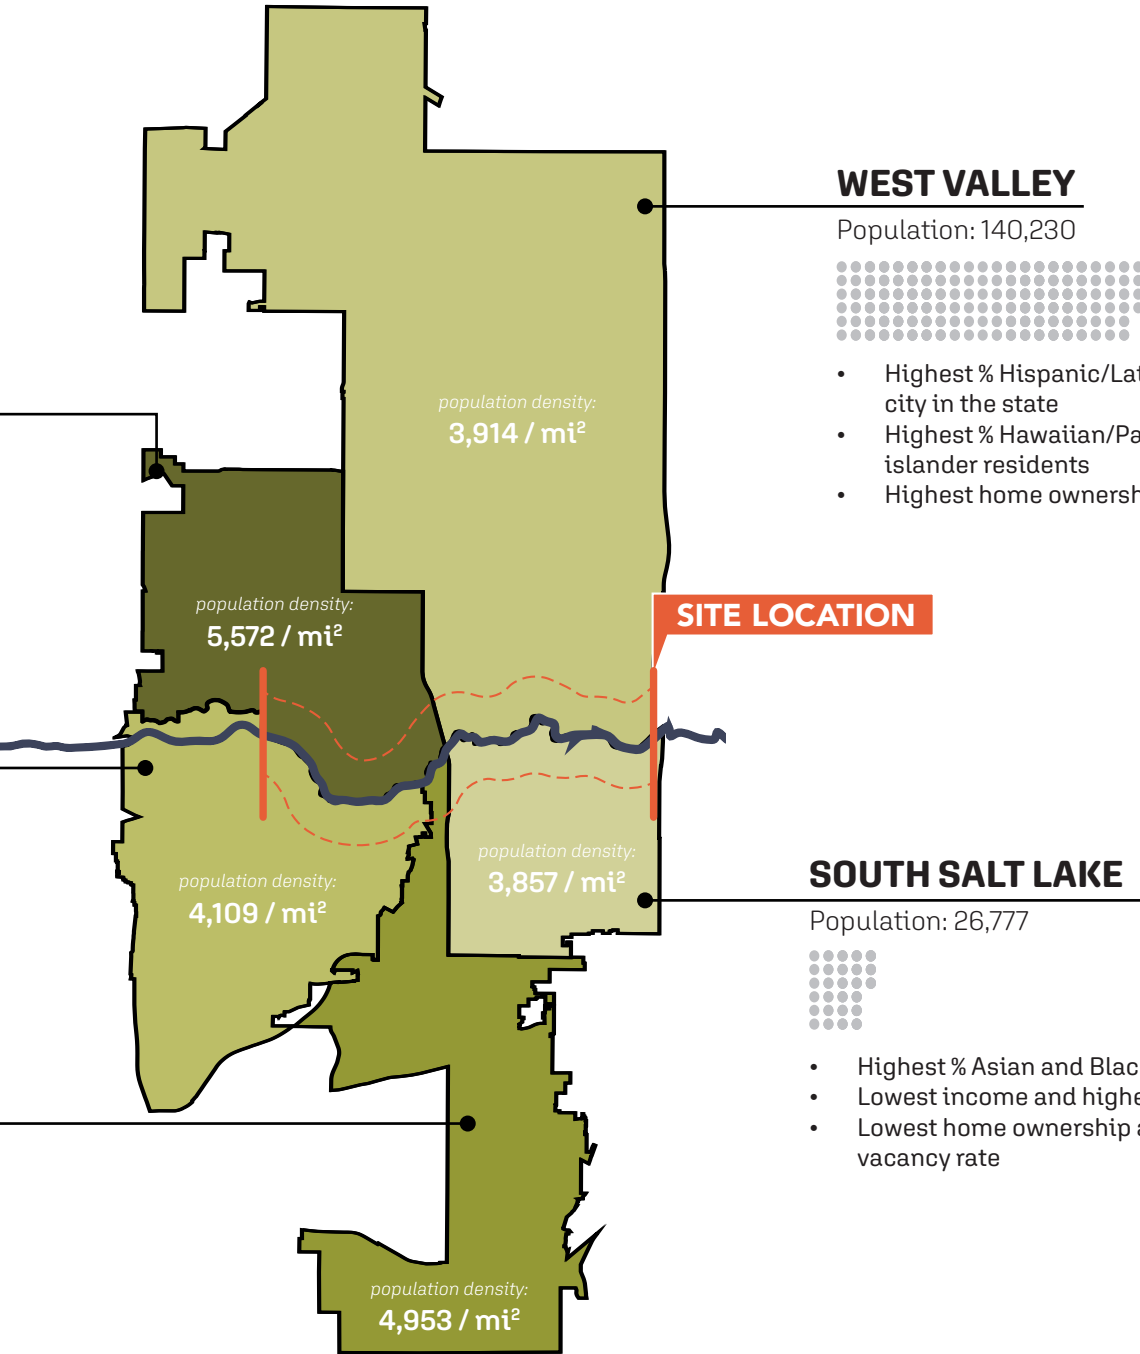 WEST VALLEY
Population: 140,230
• Highest % Hispanic/Lat
city in the state
• Highest % Hawaiian/Pa
islander residents
• Highest home ownersh
population density:
3,914 / mi²
population density:
5,572 / mi²
SITE LOCATION
population density:
3,857 / mi²
population density:
4,109 / mi²
SOUTH SALT LAKE
Population: 26,777
• Highest % Asian and Blac
• Lowest income and highe
• Lowest home ownership a
vacancy rate
population density:
4,953 / mi²